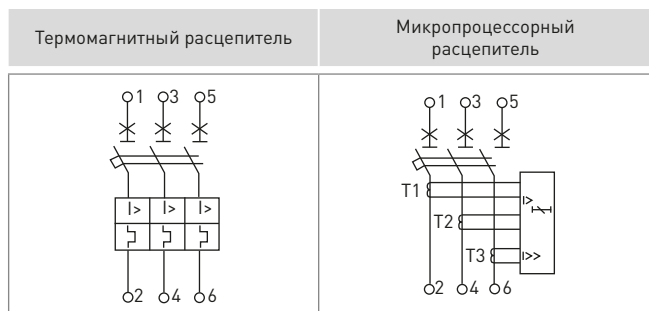 Термомагнитный расцепитель
Микропроцессорный
расцепитель
1 3 5
I> I> I>
2 4 6
1 3 5
T1
I>
T2
T3
I>>
2 4 6